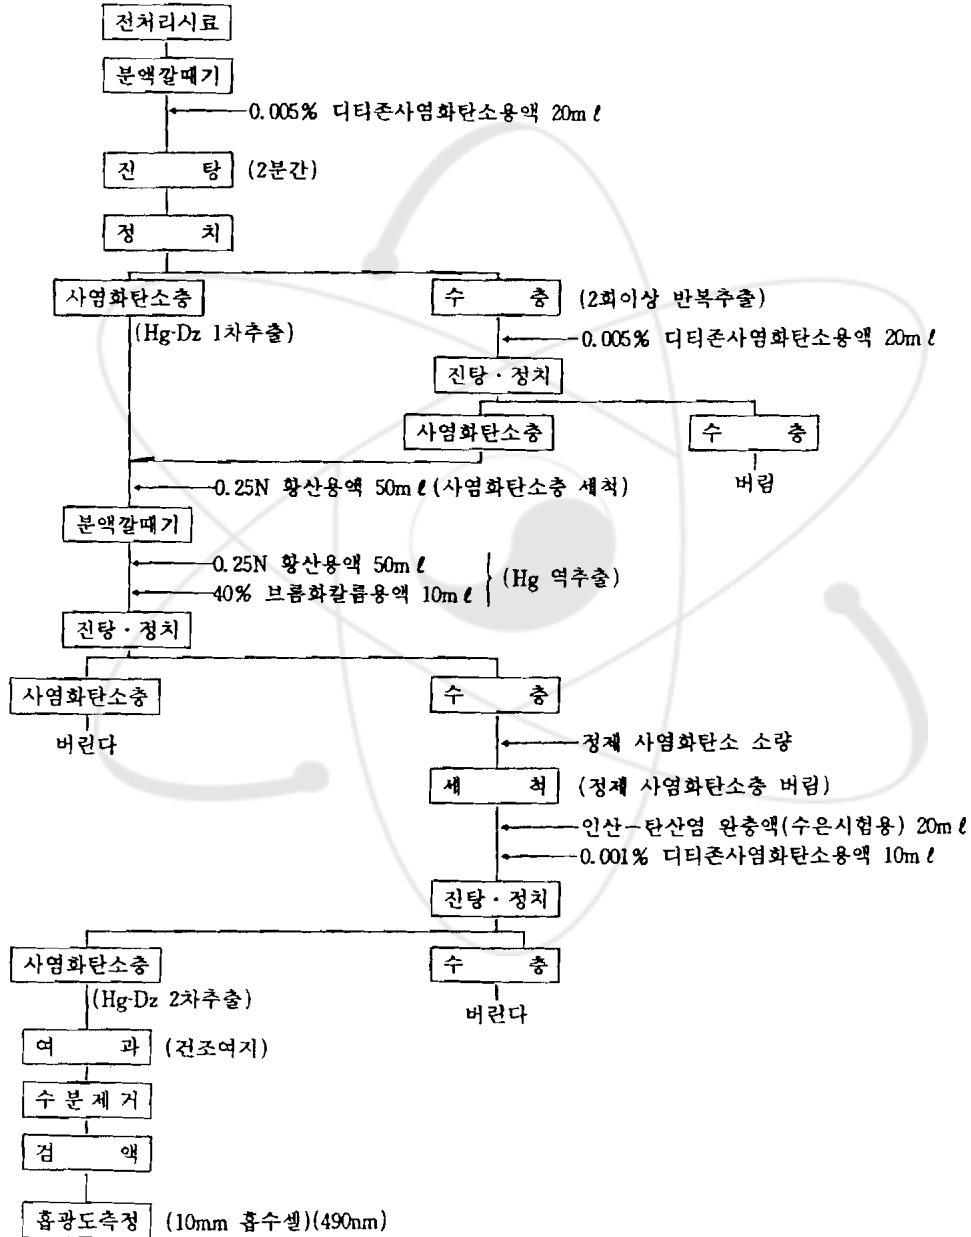 전처리시료
분액깔때기
0.005% 디티존사염화탄소용액 20mℓ
진 탕 (2분간)
정 치
사염화탄소층 수 층 (2회이상 반복추출)
(Hg-Dz 1차추출)
0.005% 디티존사염화탄소용액 20mℓ
진탕·정치
사염화탄소층 수 층
버림
0.25N 황산용액 50mℓ(사염화탄소층 세척)
분액깔때기
0.25N 황산용액 50mℓ
(Hg 역추출)
40% 브롬화칼륨용액 10mℓ
진탕·정치
사염화탄소층 수 층
버린다
정제 사염화탄소 소량
세 척 (정제 사염화탄소층 버림)
인산-탄산염 완충액(수은시험용) 20mℓ
0.001% 디티존사염화탄소용액 10mℓ
진탕·정치
사염화탄소층 수 층
(Hg-Dz 2차추출)
버린다
여 과 (건조여지)
수분제거
검 액
흡광도측정 (10mm 흡수셀)(490nm)